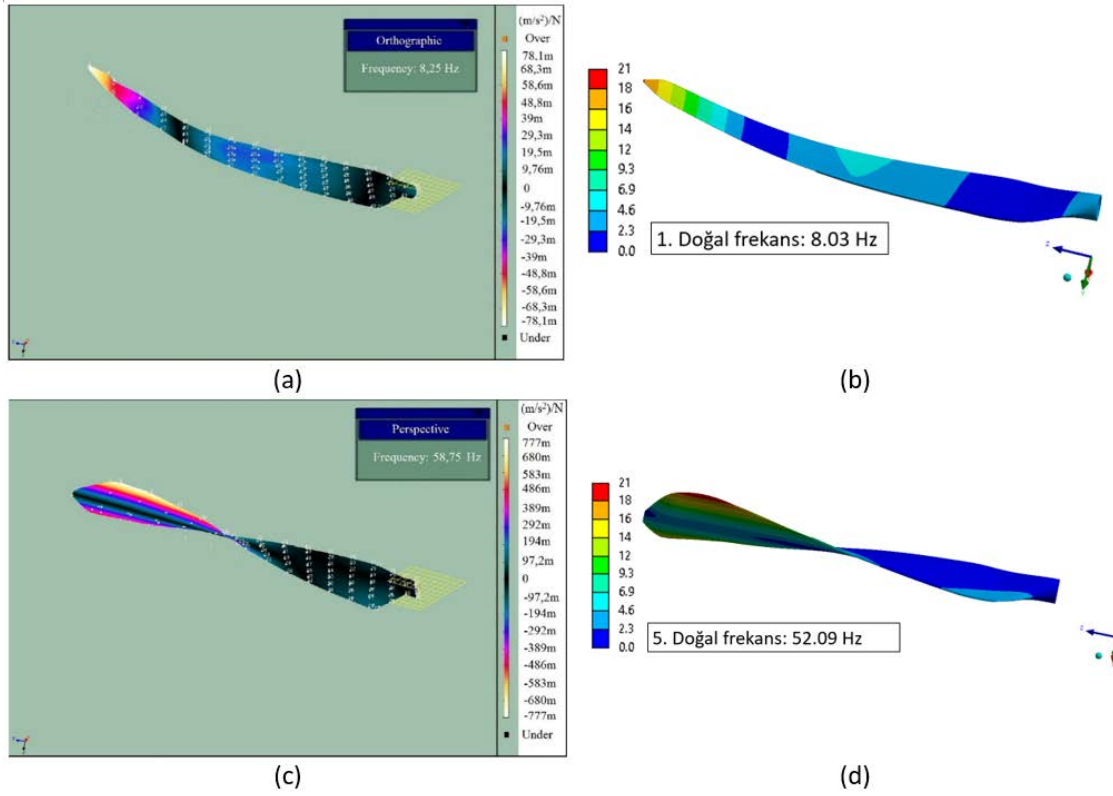 Orthographic
Frequency: 8,25 Hz
(m/s²)/N
Over
78,1m
68,3m
58,6m
48,8m
39m
29,3m
19,5m
9,76m
0
-9,76m
-19,5m
-29,3m
-39m
-48,8m
-58,6m
-68,3m
-78,1m
Under
(a)
21
18
16
14
12
9.3
6.9
4.6
2.3
0.0
1. Doğal frekans: 8.03 Hz
z
Y
(b)
Perspective
Frequency: 58,75 Hz
(m/s²)/N
Over
777m
680m
583m
486m
389m
292m
194m
97,2m
0
-97,2m
-194m
-292m
-389m
-486m
-583m
-680m
-777m
Under
(c)
21
18
16
14
12
9.3
6.9
4.6
2.3
0.0
5. Doğal frekans: 52.09 Hz
z
(d)